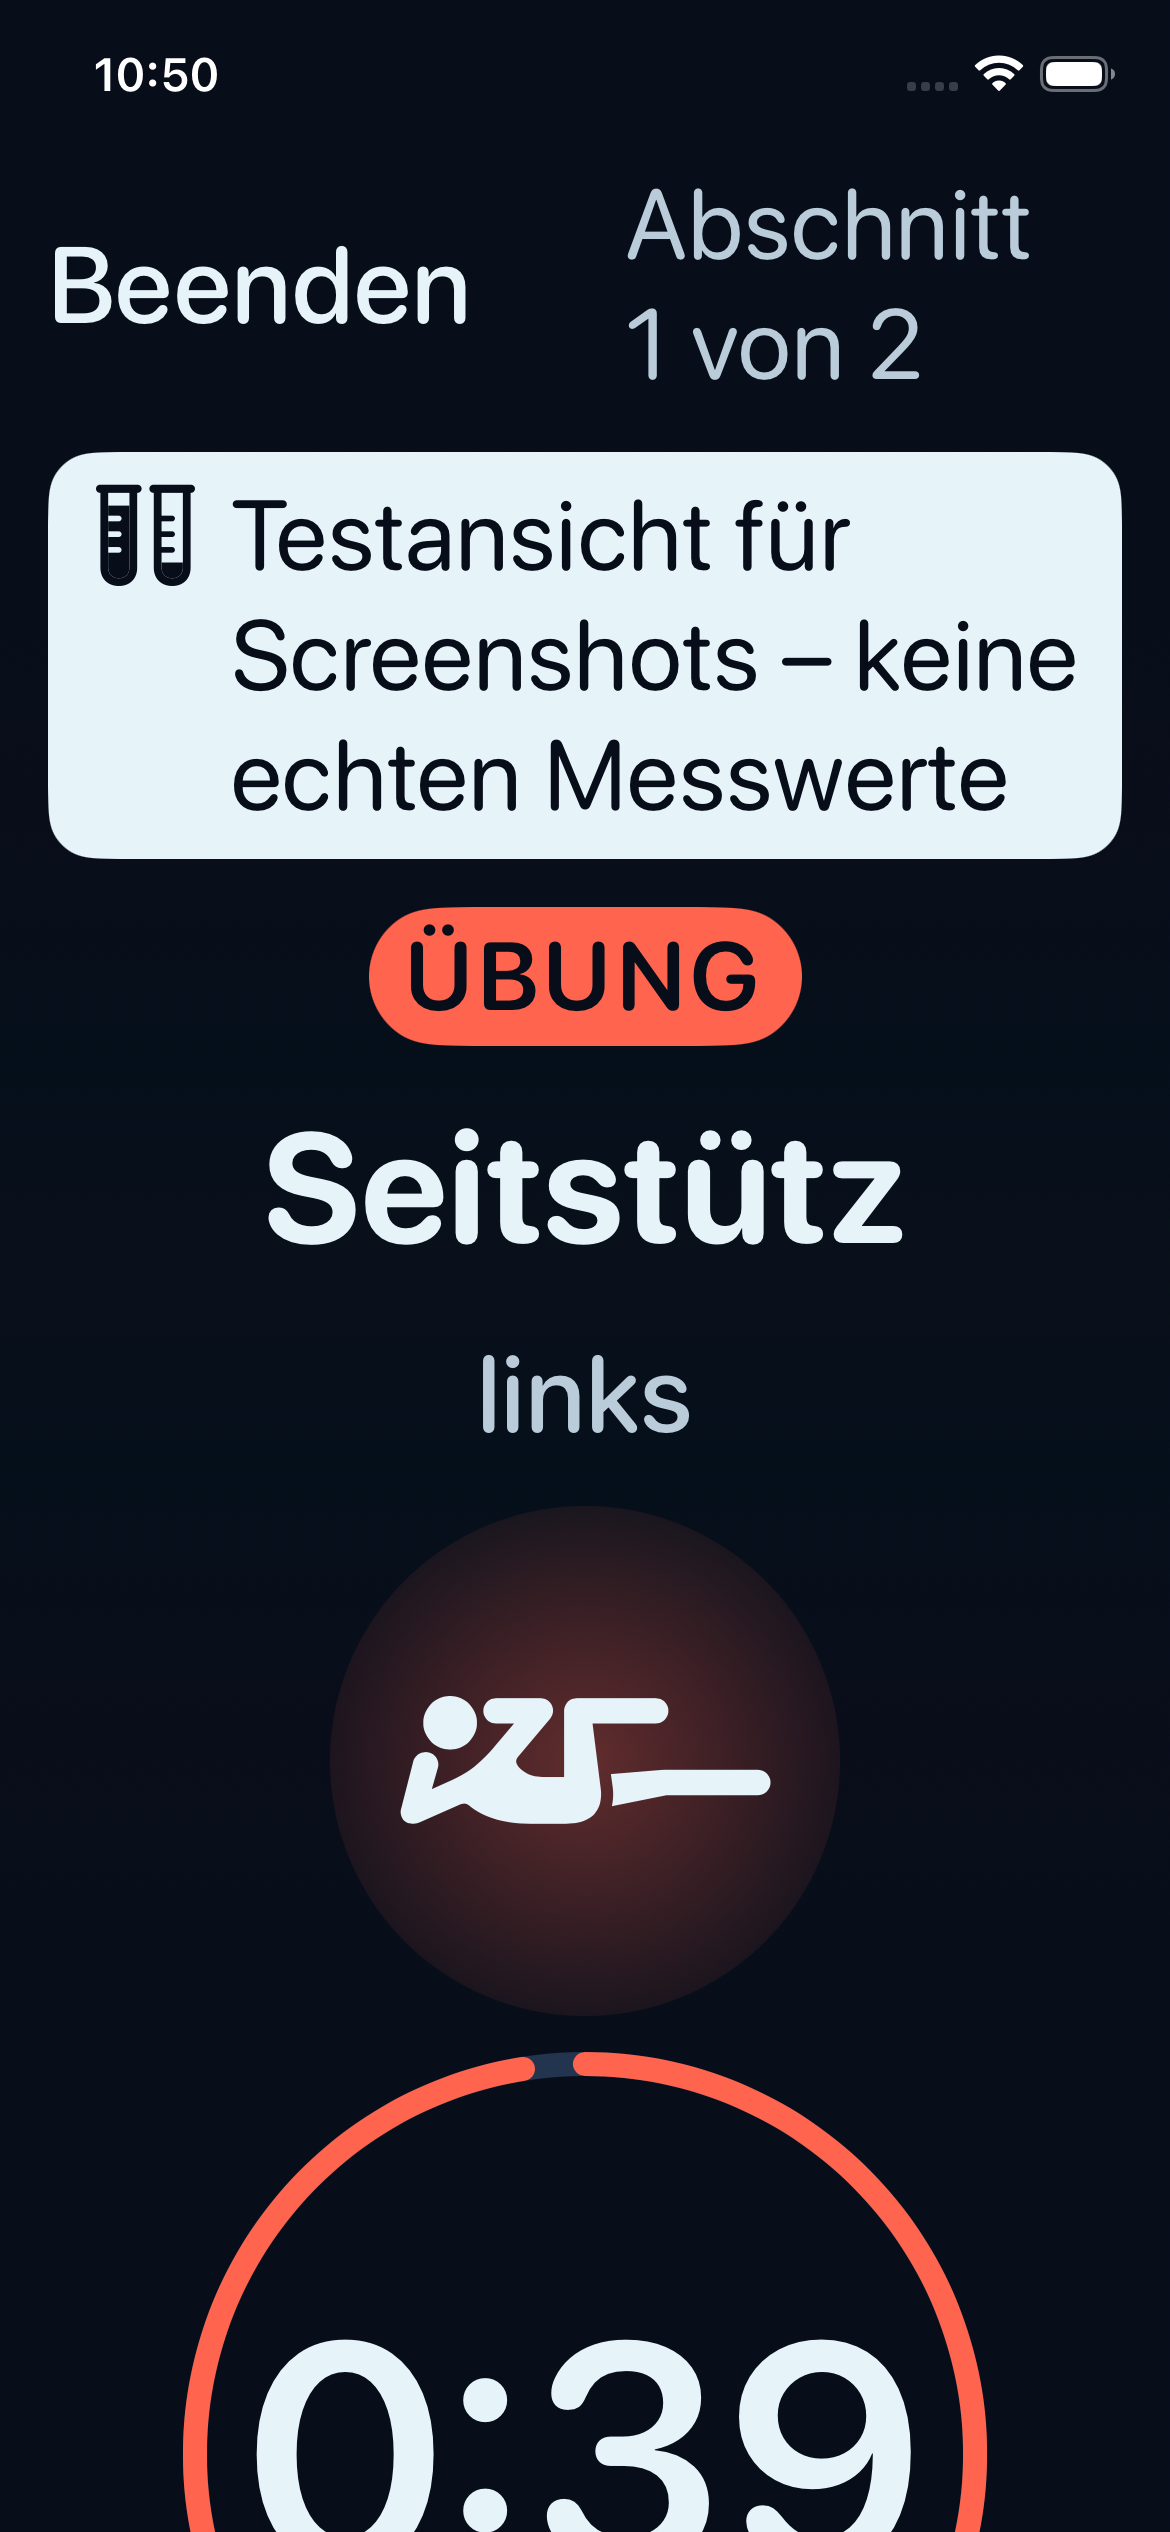 10:50
Beenden
Abschnitt
1 von 2
Testansicht für
Screenshots – keine
echten Messwerte
ÜBUNG
Seitstütz
links
0:39